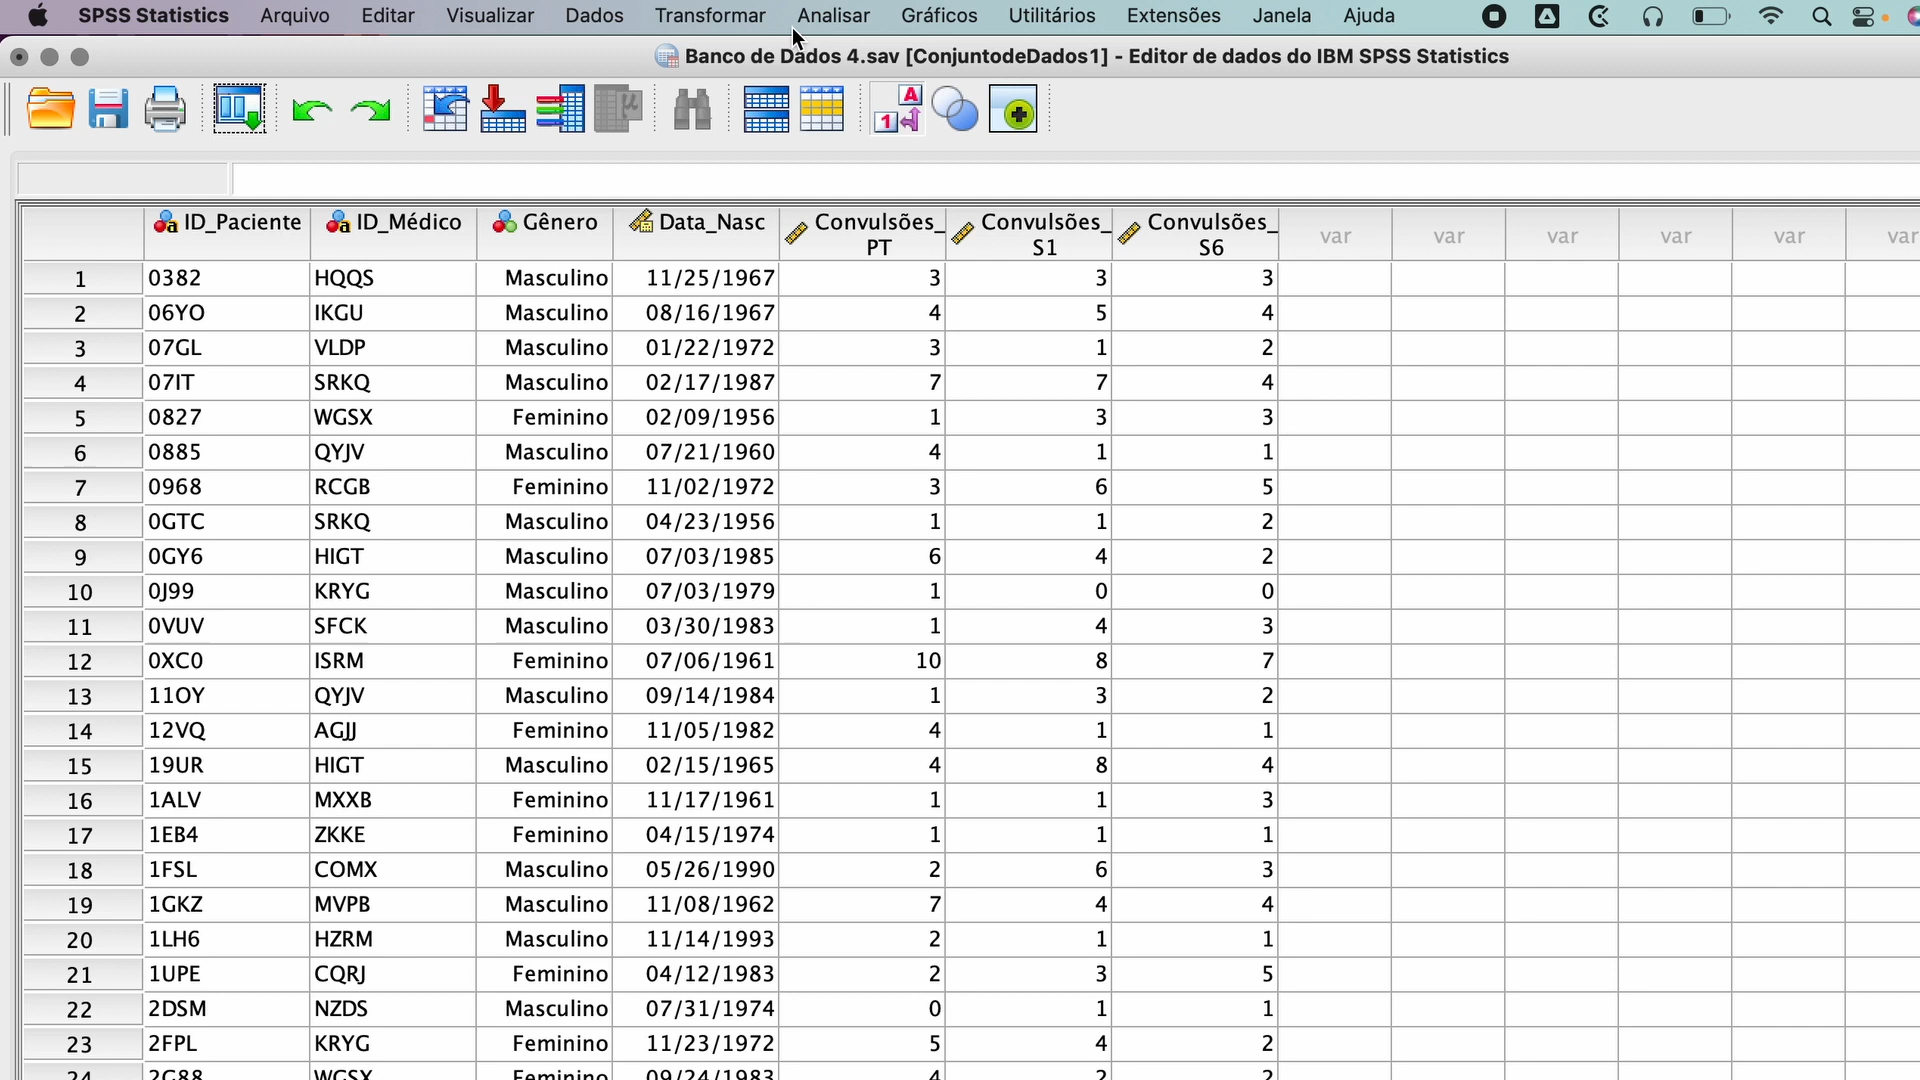 SPSS Statistics Arquivo Editar Visualizar Dados Transformar Analisar Gráficos Utilitários Extensões Janela Ajuda
Banco de Dados 4.sav [ConjuntodeDados1] - Editor de dados do IBM SPSS Statistics
ID_Paciente ID_Médico Gênero Data_Nasc Convulsões_PT Convulsões_S1 Convulsões_S6 var var var var var var
1 0382 HQQS Masculino 11/25/1967 3 3 3
2 06YO IKGU Masculino 08/16/1967 4 5 4
3 07GL VLDP Masculino 01/22/1972 3 1 2
4 07IT SRKQ Masculino 02/17/1987 7 7 4
5 0827 WGSX Feminino 02/09/1956 1 3 3
6 0885 QYJV Masculino 07/21/1960 4 1 1
7 0968 RCGB Feminino 11/02/1972 3 6 5
8 0GTC SRKQ Masculino 04/23/1956 1 1 2
9 0GY6 HIGT Masculino 07/03/1985 6 4 2
10 0J99 KRYG Masculino 07/03/1979 1 0 0
11 0VUV SFCK Masculino 03/30/1983 1 4 3
12 0XC0 ISRM Feminino 07/06/1961 10 8 7
13 11OY QYJV Masculino 09/14/1984 1 3 2
14 12VQ AGJJ Feminino 11/05/1982 4 1 1
15 19UR HIGT Masculino 02/15/1965 4 8 4
16 1ALV MXXB Feminino 11/17/1961 1 1 3
17 1EB4 ZKKE Feminino 04/15/1974 1 1 1
18 1FSL COMX Masculino 05/26/1990 2 6 3
19 1GKZ MVPB Masculino 11/08/1962 7 4 4
20 1LH6 HZRM Masculino 11/14/1993 2 1 1
21 1UPE CQRJ Feminino 04/12/1983 2 3 5
22 2DSM NZDS Masculino 07/31/1974 0 1 1
23 2FPL KRYG Feminino 11/23/1972 5 4 2
24 2G88 WGSX Feminino 09/24/1983 4 2 2